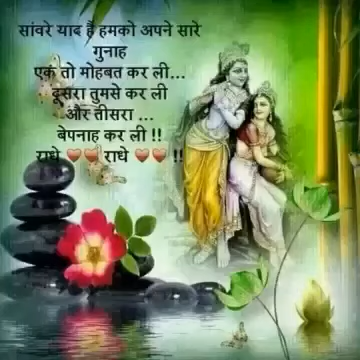 सांवरे याद है हमको अपने सारे
गुनाह
एक तो मोहबत कर ली...
दूसरा तुमसे कर ली
और तीसरा ...
बेपनाह कर ली !!
राधे ♥♥ राधे ♥♥ !!